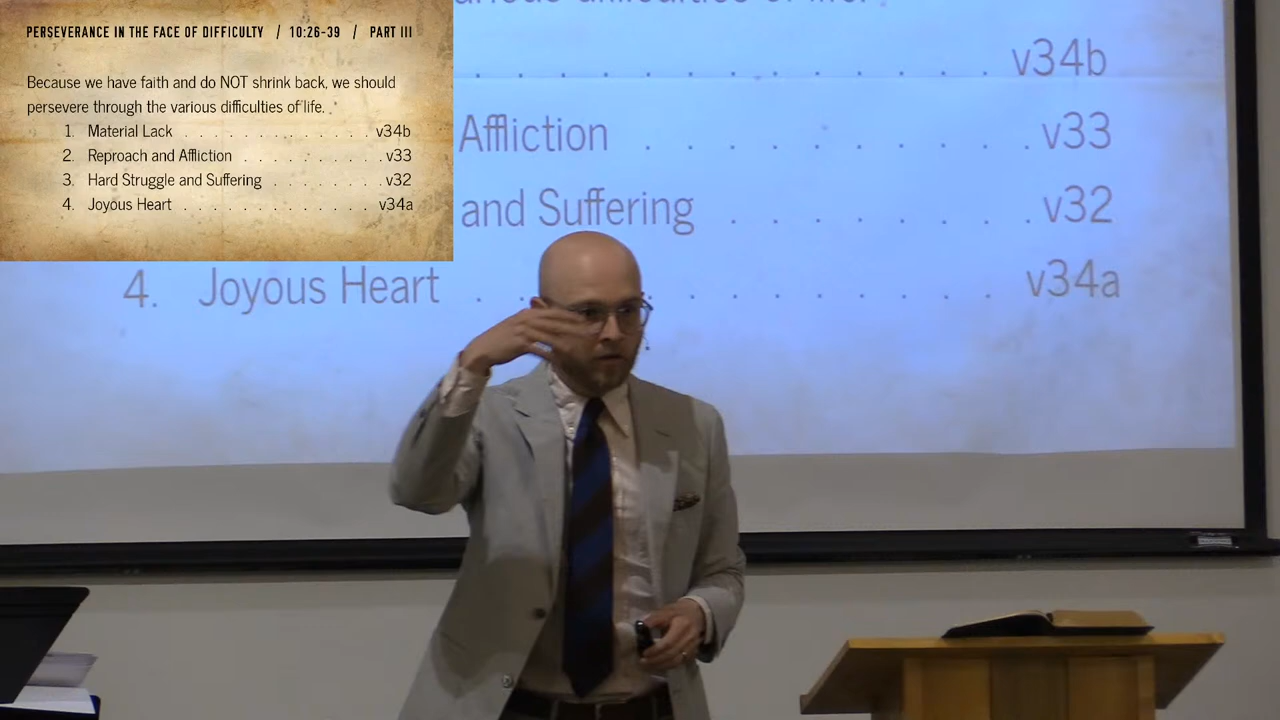 PERSEVERANCE IN THE FACE OF DIFFICULTY / 10:26-39 / PART III
Because we have faith and do NOT shrink back, we should
persevere through the various difficulties of life.
1. Material Lack . . . . . . . . . . . . . v34b
2. Reproach and Affliction . . . . . . . . . . v33
3. Hard Struggle and Suffering . . . . . . . . v32
4. Joyous Heart . . . . . . . . . . . . . v34a
difficulties of life.
. . . . . . . . . . . . . v34b
Affliction . . . . . . . . . . v33
and Suffering . . . . . . . . v32
4. Joyous Heart . . . . . . . . . . . . . v34a